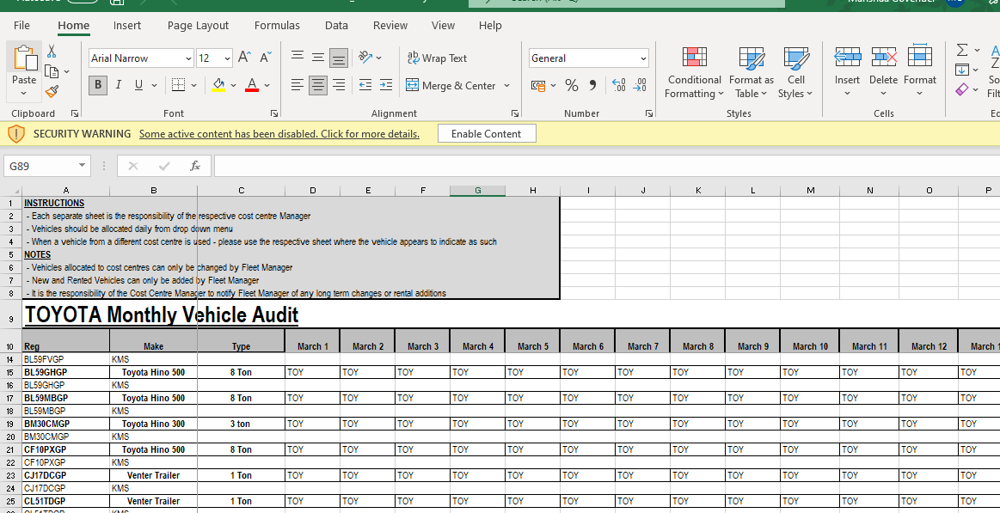 File Home Insert Page Layout Formulas Data Review View Help
Arial Narrow 12 ab Wrap Text General
Paste B I U Merge & Center % Conditional Formatting Format as Table Cell Styles Insert Delete Format
Clipboard Font Alignment Number Styles Cells
SECURITY WARNING Some active content has been disabled. Click for more details. Enable Content
G89 fx
A B C D E F G H I J K L M N O P
1 INSTRUCTIONS
2 - Each separate sheet is the responsibility of the respective cost centre Manager
3 - Vehicles should be allocated daily from drop down menu
4 - When a vehicle from a different cost centre is used - please use the respective sheet where the vehicle appears to indicate as such
5 NOTES
6 - Vehicles allocated to cost centres can only be changed by Fleet Manager
7 - New and Rented Vehicles can only be added by Fleet Manager
8 - It is the responsibility of the Cost Centre Manager to notify Fleet Manager of any long term changes or rental additions
9 TOYOTA Monthly Vehicle Audit
10 Reg Make Type March 1 March 2 March 3 March 4 March 5 March 6 March 7 March 8 March 9 March 10 March 11 March 12 March
14 BL59FVGP KMS
15 BL59GHGP Toyota Hino 500 8 Ton TOY TOY TOY TOY TOY TOY TOY TOY TOY TOY TOY TOY TOY
16 BL59GHGP KMS
17 BL59MBGP Toyota Hino 500 8 Ton TOY TOY TOY TOY TOY TOY TOY TOY TOY TOY TOY TOY TOY
18 BL59MBGP KMS
19 BM30CMGP Toyota Hino 300 3 ton TOY TOY TOY TOY TOY TOY TOY TOY TOY TOY TOY TOY TOY
20 BM30CMGP KMS
21 CF10PXGP Toyota Hino 500 8 Ton TOY TOY TOY TOY TOY TOY TOY TOY TOY TOY TOY TOY TOY
22 CF10PXGP KMS
23 CJ17DCGP Venter Trailer 1 Ton TOY TOY TOY TOY TOY TOY TOY TOY TOY TOY TOY TOY TOY
24 CJ17DCGP KMS
25 CL51TDGP Venter Trailer 1 Ton TOY TOY TOY TOY TOY TOY TOY TOY TOY TOY TOY TOY TOY